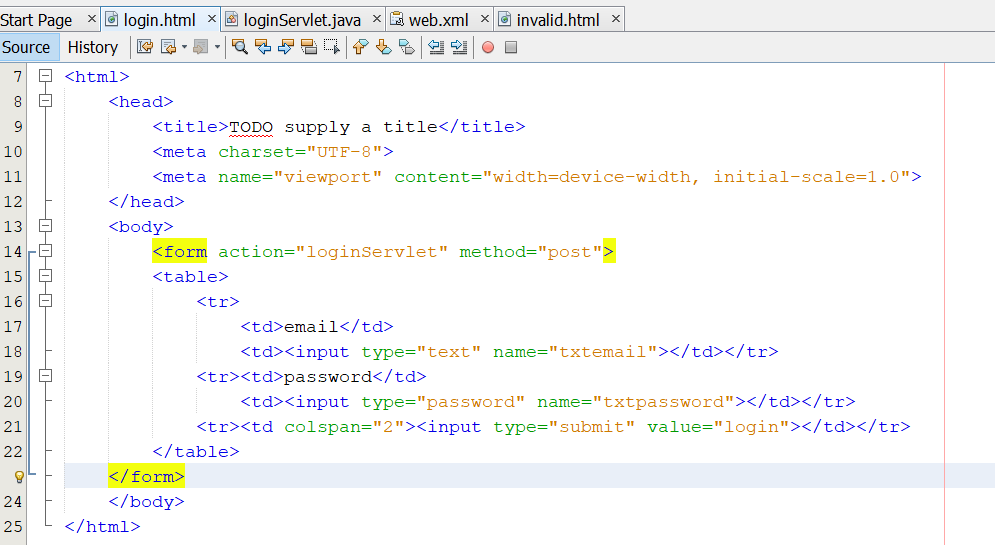 Start Page × login.html × loginServlet.java × web.xml × invalid.html ×
Source History
7 <html>
8 <head>
9 <title>TODO supply a title</title>
10 <meta charset="UTF-8">
11 <meta name="viewport" content="width=device-width, initial-scale=1.0">
12 </head>
13 <body>
14 <form action="loginServlet" method="post">
15 <table>
16 <tr>
17 <td>email</td>
18 <td><input type="text" name="txtemail"></td></tr>
19 <tr><td>password</td>
20 <td><input type="password" name="txtpassword"></td></tr>
21 <tr><td colspan="2"><input type="submit" value="login"></td></tr>
22 </table>
</form>
24 </body>
25 </html>